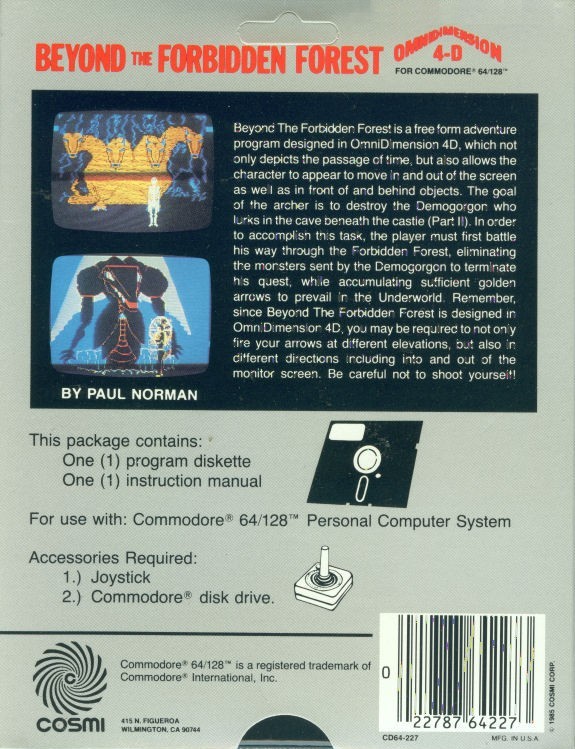 BEYOND THE FORBIDDEN FOREST
OMNIDIMENSION
4-D
FOR COMMODORE® 64/128™
Beyond The Forbidden Forest is a free form adventure
program designed in OmniDimension 4D, which not
only depicts the passage of time, but also allows the
character to appear to move in and out of the screen
as well as in front of and behind objects. The goal
of the archer is to destroy the Demogorgon who
lurks in the cave beneath the castle (Part II). In order
to accomplish this task, the player must first battle
his way through the Forbidden Forest, eliminating
the monsters sent by the Demogorgon to terminate
his quest, while accumulating sufficient golden
arrows to prevail in the Underworld. Remember,
since Beyond The Forbidden Forest is designed in
OmniDimension 4D, you may be required to not only
fire your arrows at different elevations, but also in
different directions including into and out of the
monitor screen. Be careful not to shoot yourself!
BY PAUL NORMAN
This package contains:
One (1) program diskette
One (1) instruction manual
For use with: Commodore® 64/128™ Personal Computer System
Accessories Required:
1.) Joystick
2.) Commodore® disk drive.
COSMI
Commodore® 64/128™ is a registered trademark of
Commodore® International, Inc.
415 N. FIGUEROA
WILMINGTON, CA 90744
0 22787 64227
CD64-227
MFG. IN U.S.A.
© 1985 COSMI CORP.